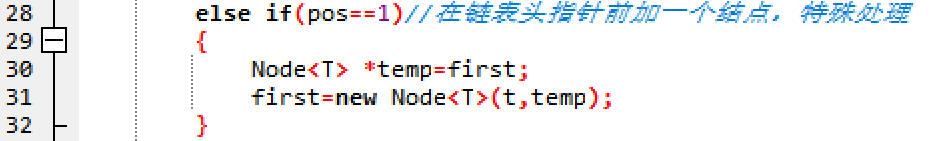 28 else if(pos==1)//在链表头指针前加一个结点，特殊处理
29 {
30 Node<T> *temp=first;
31 first=new Node<T>(t,temp);
32 }